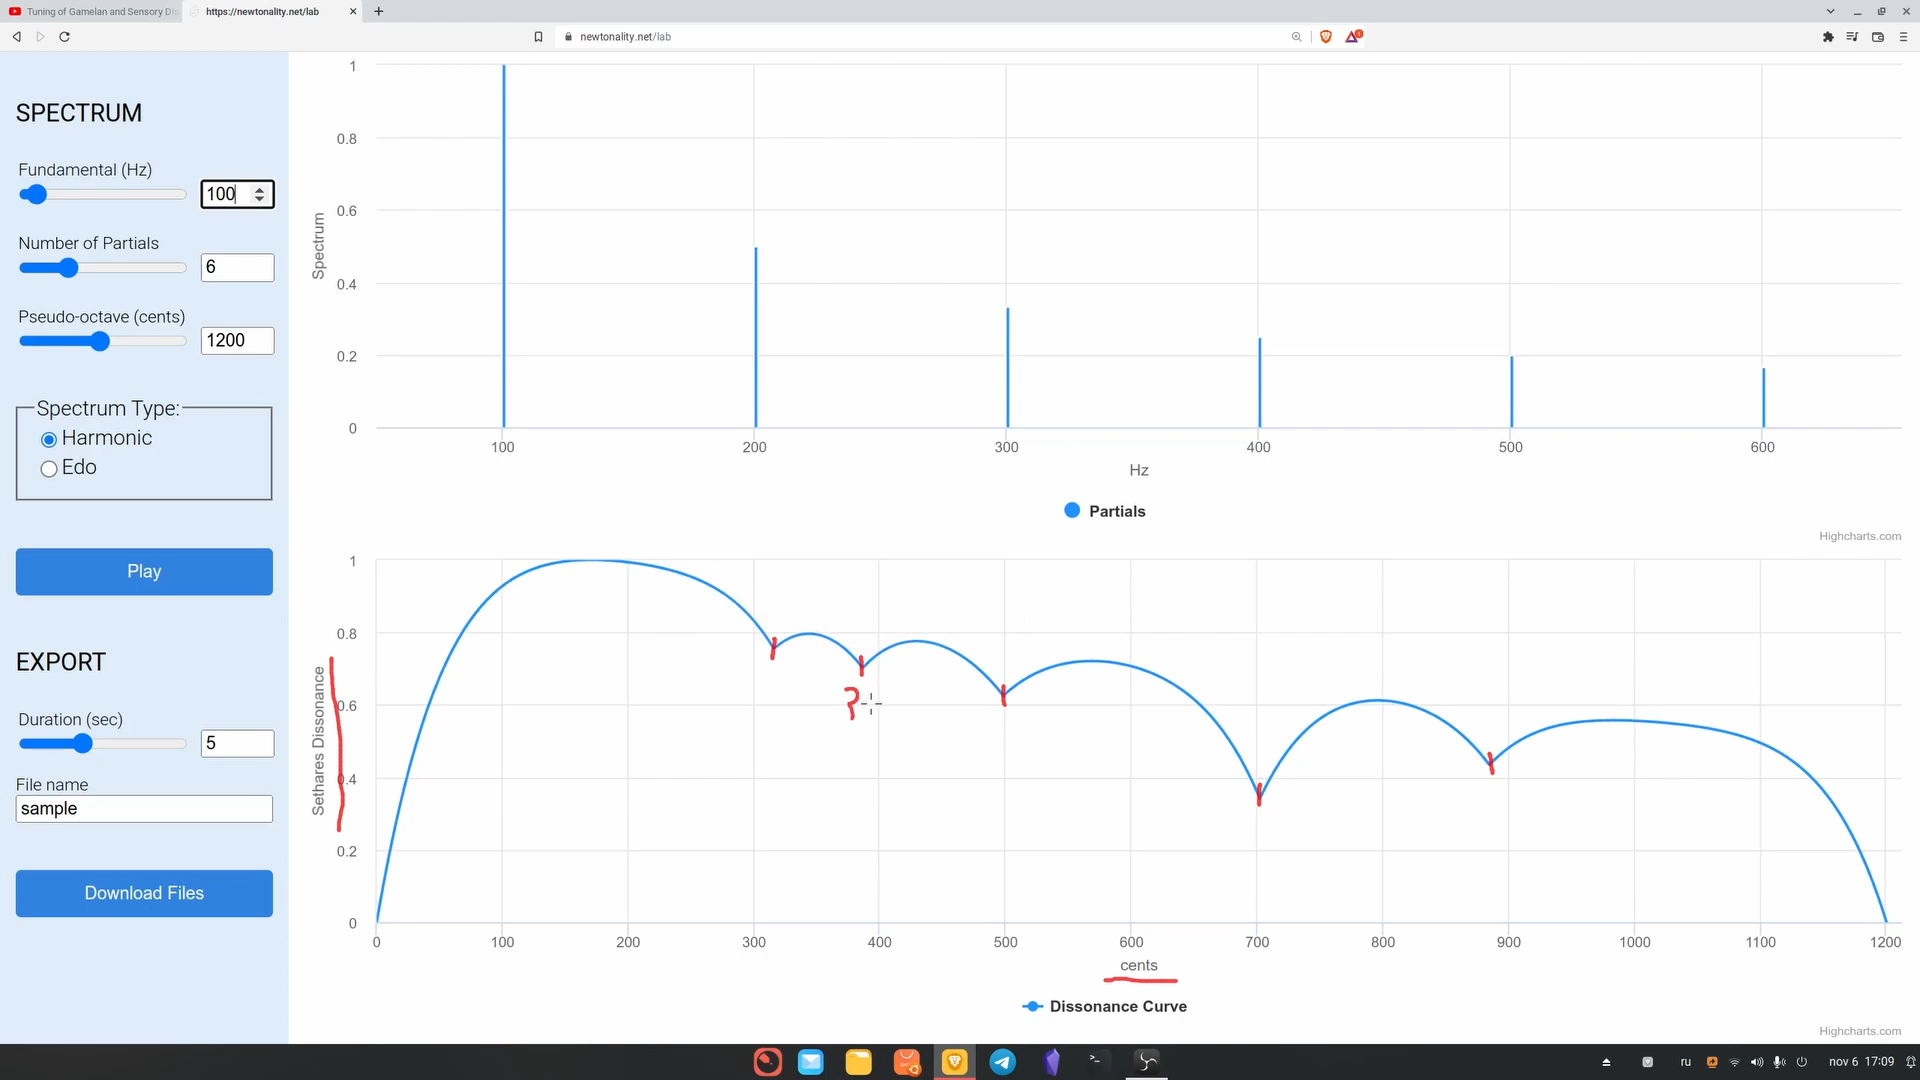 Tuning of Gamelan and Sensory Di
https://newtonality.net/lab
newtonality.net/lab
SPECTRUM
Fundamental (Hz)
100
Number of Partials
6
Pseudo-octave (cents)
1200
Spectrum Type:
Harmonic
Edo
Play
EXPORT
Duration (sec)
5
File name
sample
Download Files
1
0.8
0.6
0.4
0.2
0
Spectrum
100 200 300 400 500 600
Hz
Partials
Highcharts.com
1
0.8
0.6
0.4
0.2
0
Sethares Dissonance
?
0 100 200 300 400 500 600 700 800 900 1000 1100 1200
cents
Dissonance Curve
Highcharts.com
ru
nov 6 17:09